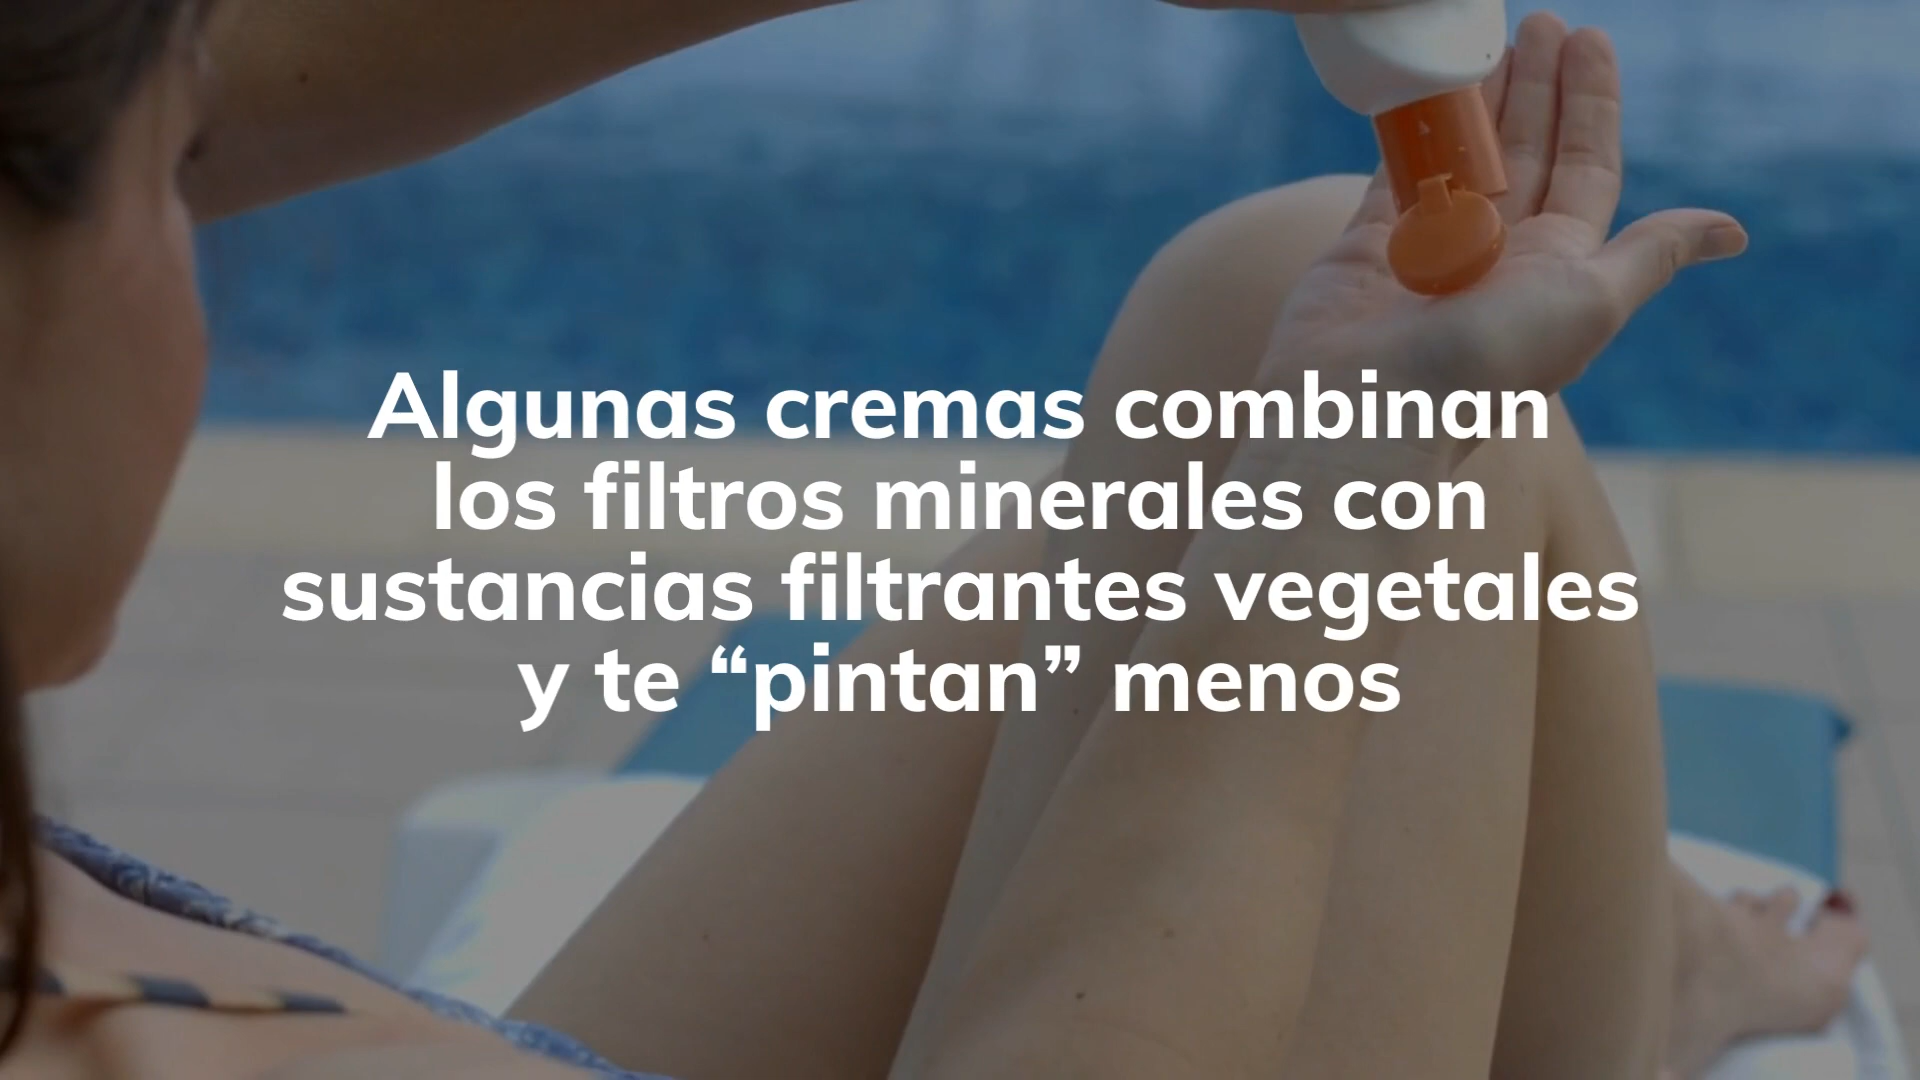 Algunas cremas combinan
los filtros minerales con
sustancias filtrantes vegetales
y te “pintan” menos